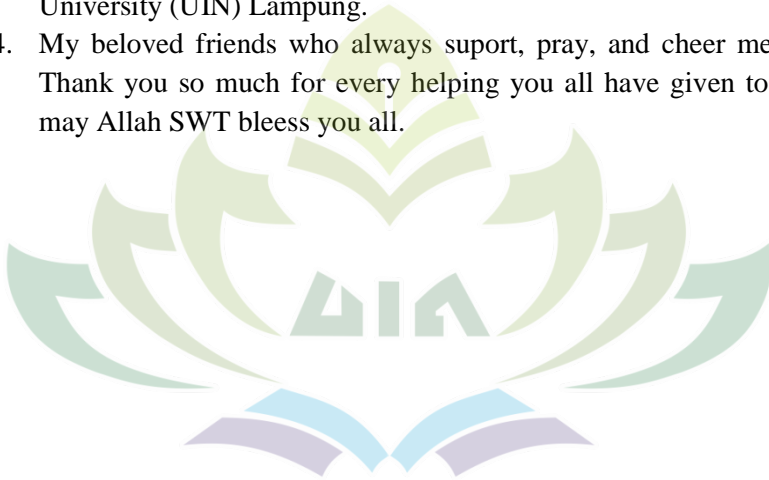 University (UIN) Lampung.
4. My beloved friends who always suport, pray, and cheer me
Thank you so much for every helping you all have given to
may Allah SWT bleess you all.
UIN